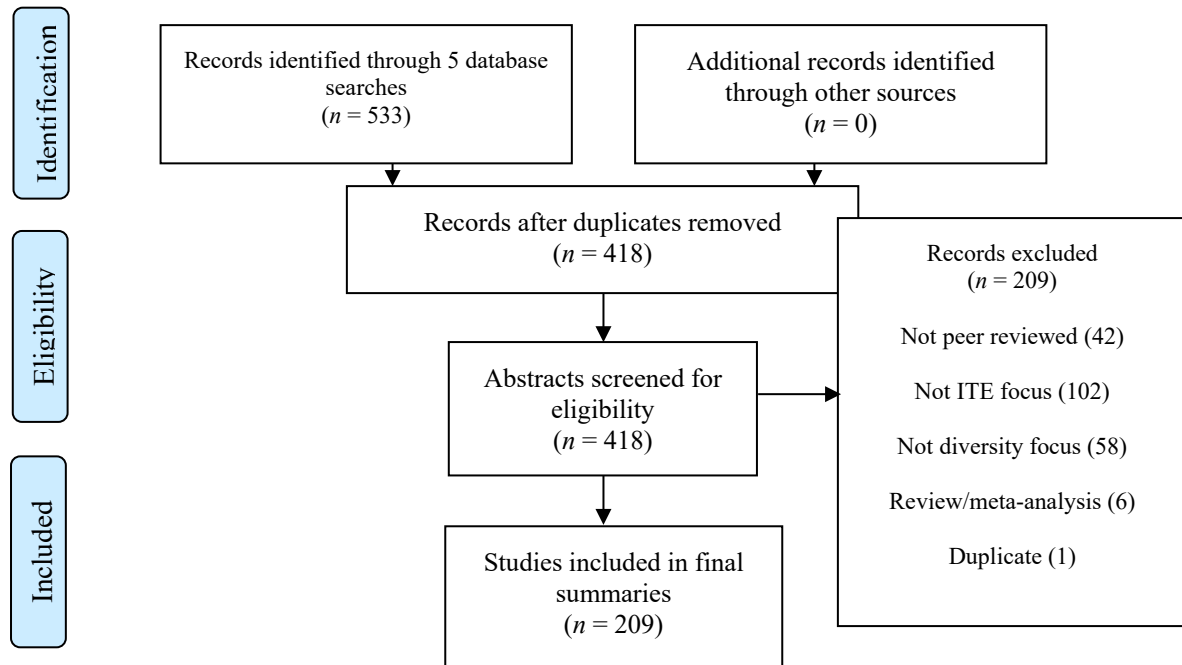 Identification
Records identified through 5 database
searches
(n = 533)
Additional records identified
through other sources
(n = 0)
Records after duplicates removed
(n = 418)
Eligibility
Abstracts screened for
eligibility
(n = 418)
Records excluded
(n = 209)
Not peer reviewed (42)
Not ITE focus (102)
Not diversity focus (58)
Review/meta-analysis (6)
Duplicate (1)
Included
Studies included in final
summaries
(n = 209)